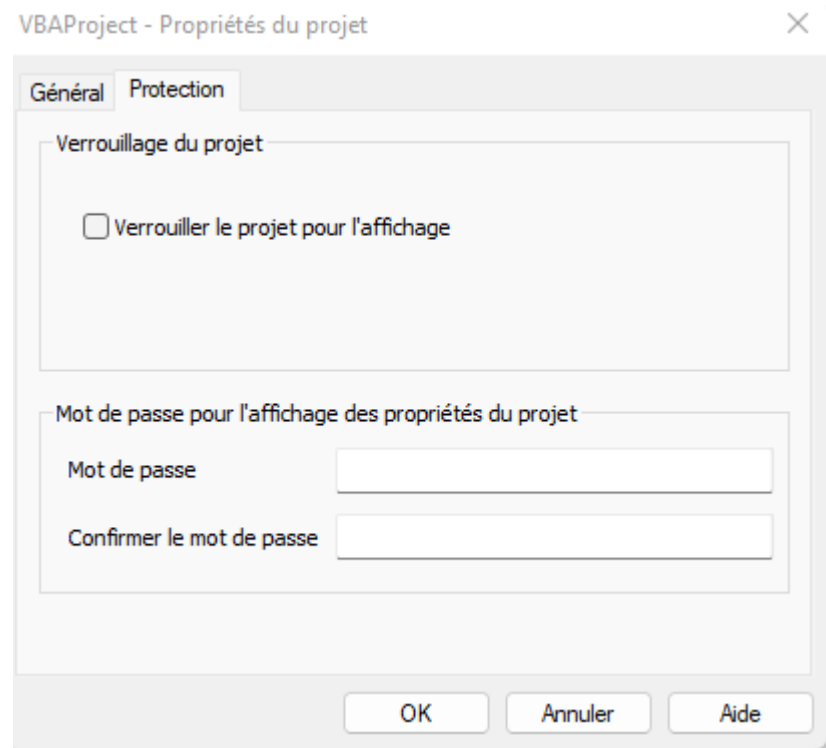 VBAProject - Propriétés du projet
Général Protection
Verrouillage du projet
Verrouiller le projet pour l'affichage
Mot de passe pour l'affichage des propriétés du projet
Mot de passe
Confirmer le mot de passe
OK Annuler Aide